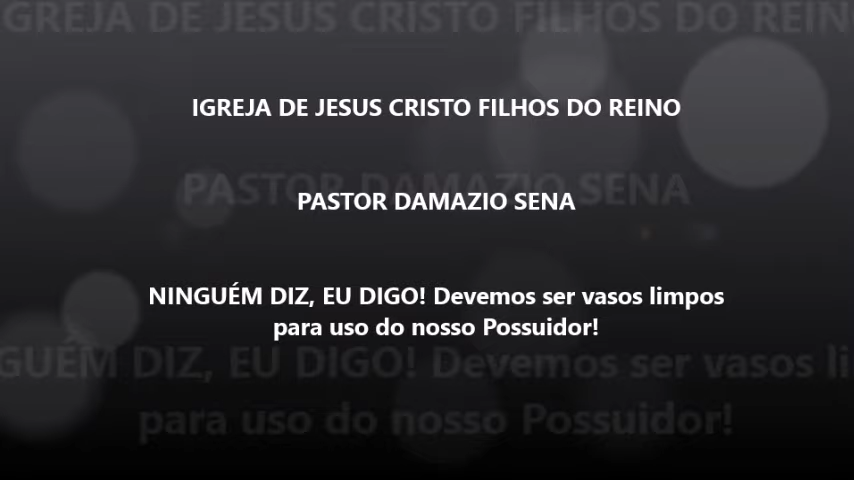 IGREJA DE JESUS CRISTO FILHOS DO REINO
PASTOR DAMAZIO SENA
NINGUÉM DIZ, EU DIGO! Devemos ser vasos limpos
para uso do nosso Possuidor!